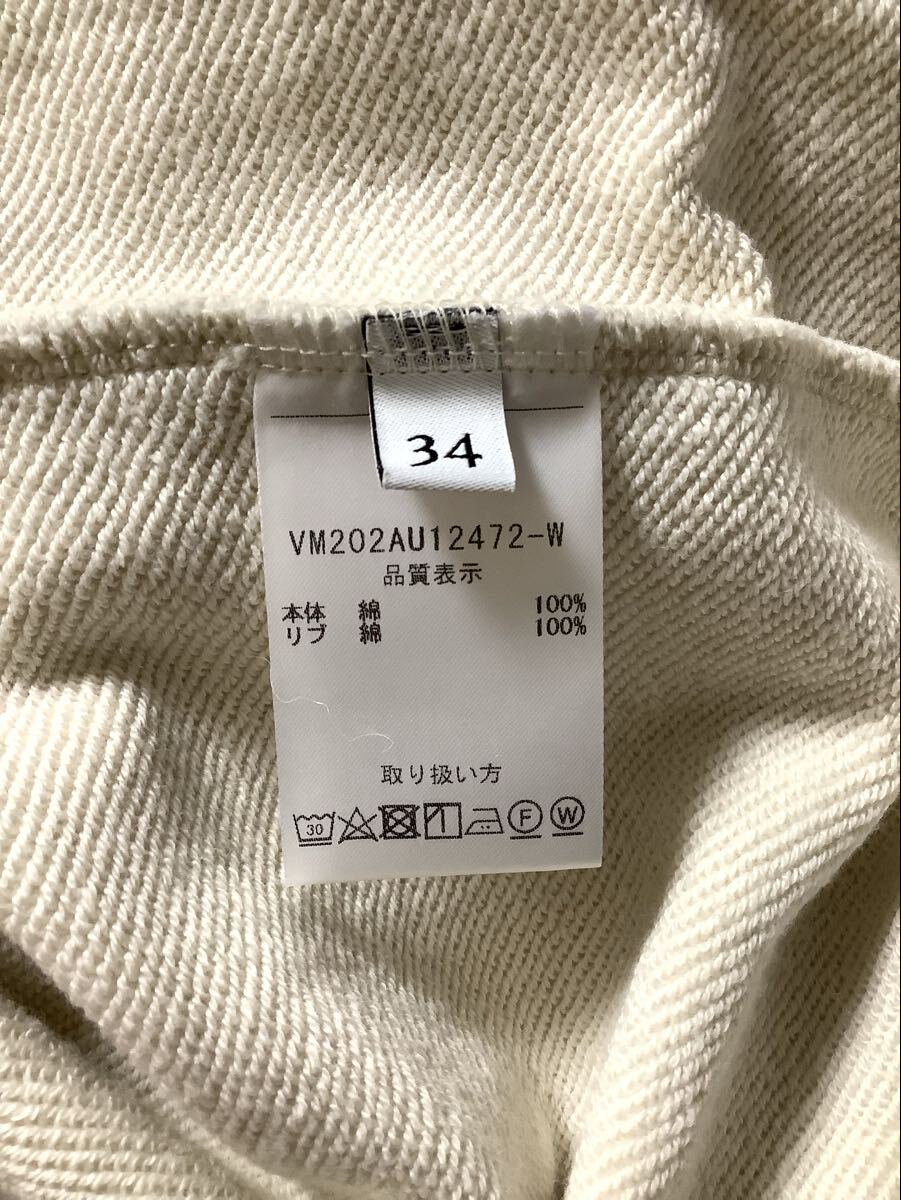 34
VM202AU12472-W
品質表示
本体 綿 100%
リブ 綿 100%
取り扱い方
30 F W